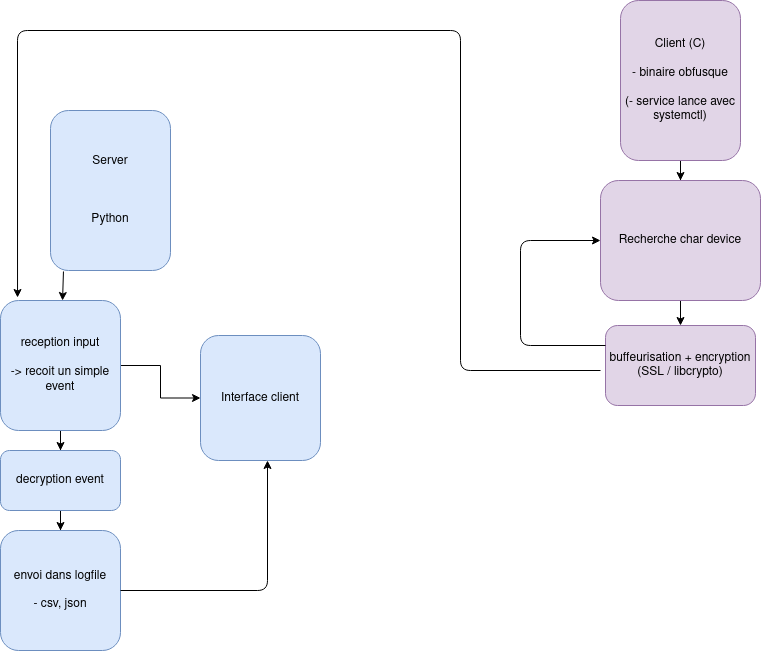 Client (C)
- binaire obfusque
(- service lance avec
systemctl)
Server
Python
Recherche char device
reception input
-> recoit un simple
event
buffeurisation + encryption
(SSL / libcrypto)
Interface client
decryption event
envoi dans logfile
- csv, json